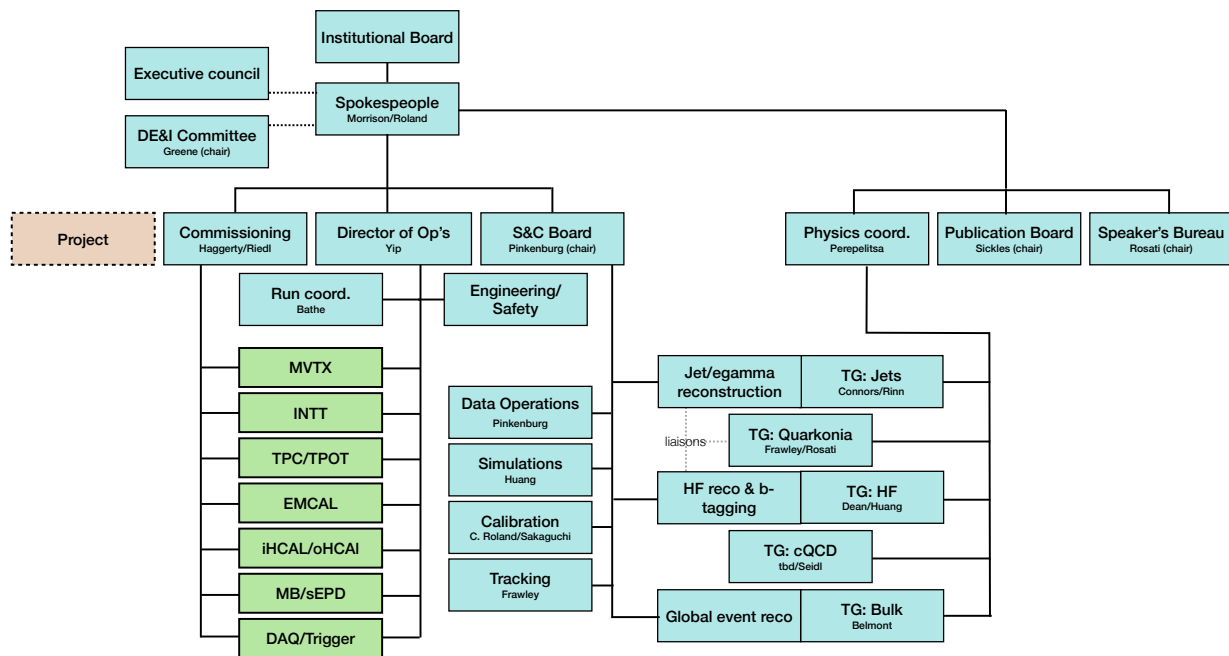 Institutional Board
Executive council
Spokespeople
Morrison/Roland
DE&I Committee
Greene (chair)
Project
Commissioning
Haggerty/Riedl
Director of Op's
Yip
S&C Board
Pinkenburg (chair)
Physics coord.
Perepelitsa
Publication Board
Sickles (chair)
Speaker's Bureau
Rosati (chair)
Run coord.
Bathe
Engineering/
Safety
MVTX
INTT
TPC/TPOT
EMCAL
iHCAL/oHCAl
MB/sEPD
DAQ/Trigger
Data Operations
Pinkenburg
Simulations
Huang
Calibration
C. Roland/Sakaguchi
Tracking
Frawley
Jet/egamma
reconstruction
TG: Jets
Connors/Rinn
liaisons
TG: Quarkonia
Frawley/Rosati
HF reco & b-
tagging
TG: HF
Dean/Huang
TG: cQCD
tbd/Seidl
Global event reco
TG: Bulk
Belmont